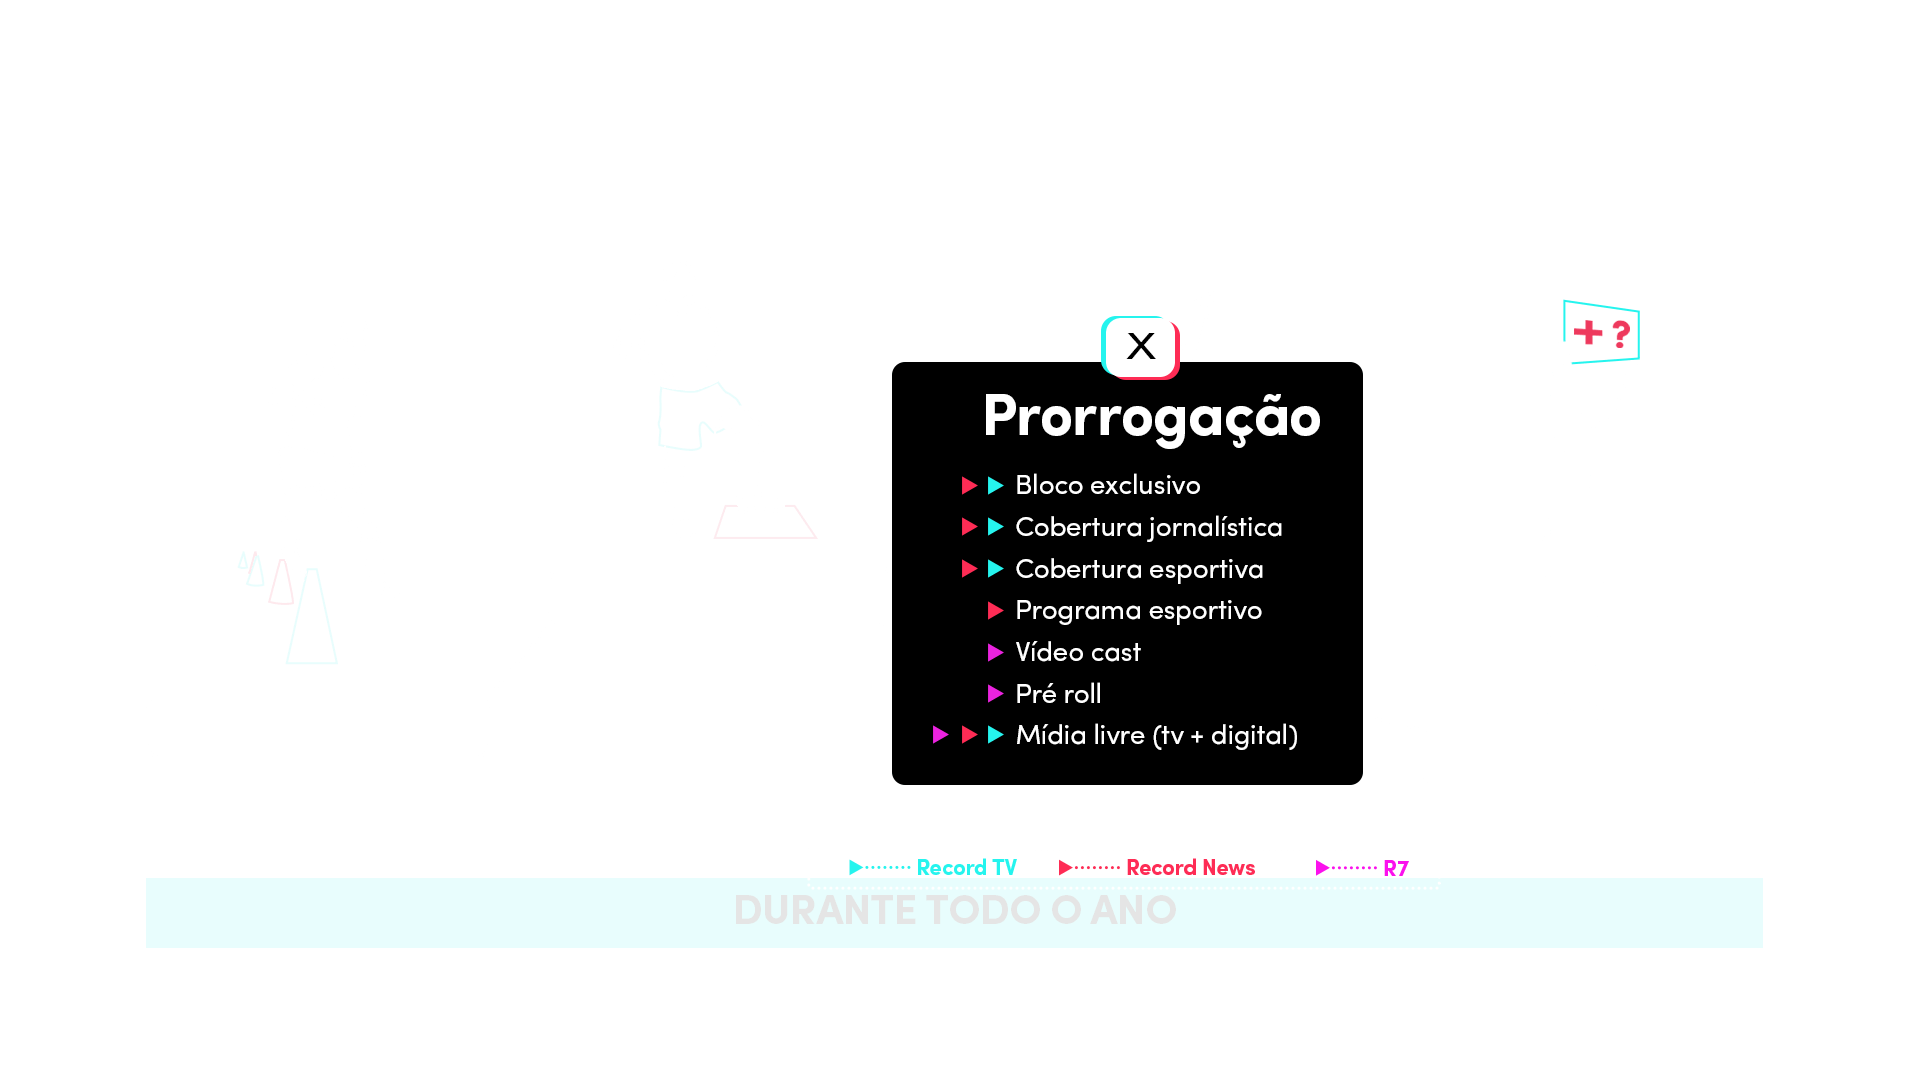 + ?
X
Prorrogação
Bloco exclusivo
Cobertura jornalística
Cobertura esportiva
Programa esportivo
Vídeo cast
Pré roll
Mídia livre (tv + digital)
Record TV Record News R7
DURANTE TODO O ANO